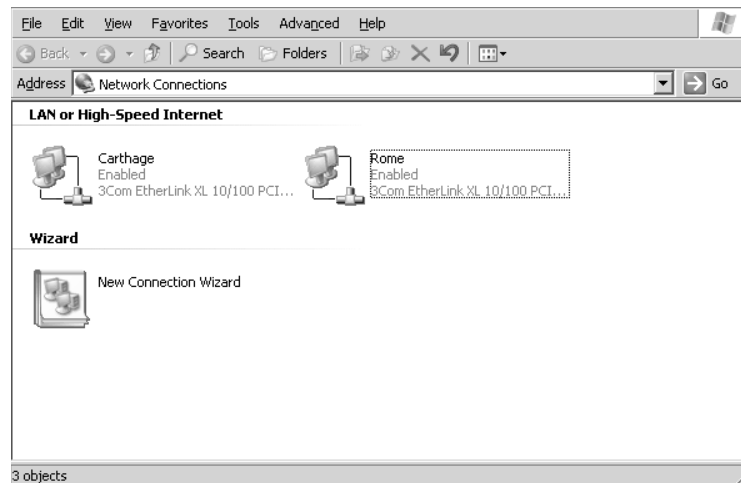 File Edit View Favorites Tools Advanced Help
Back Search Folders
Address Network Connections Go
LAN or High-Speed Internet
Carthage Rome
Enabled Enabled
3Com EtherLink XL 10/100 PCI... 3Com EtherLink XL 10/100 PCI...
Wizard
New Connection Wizard
3 objects